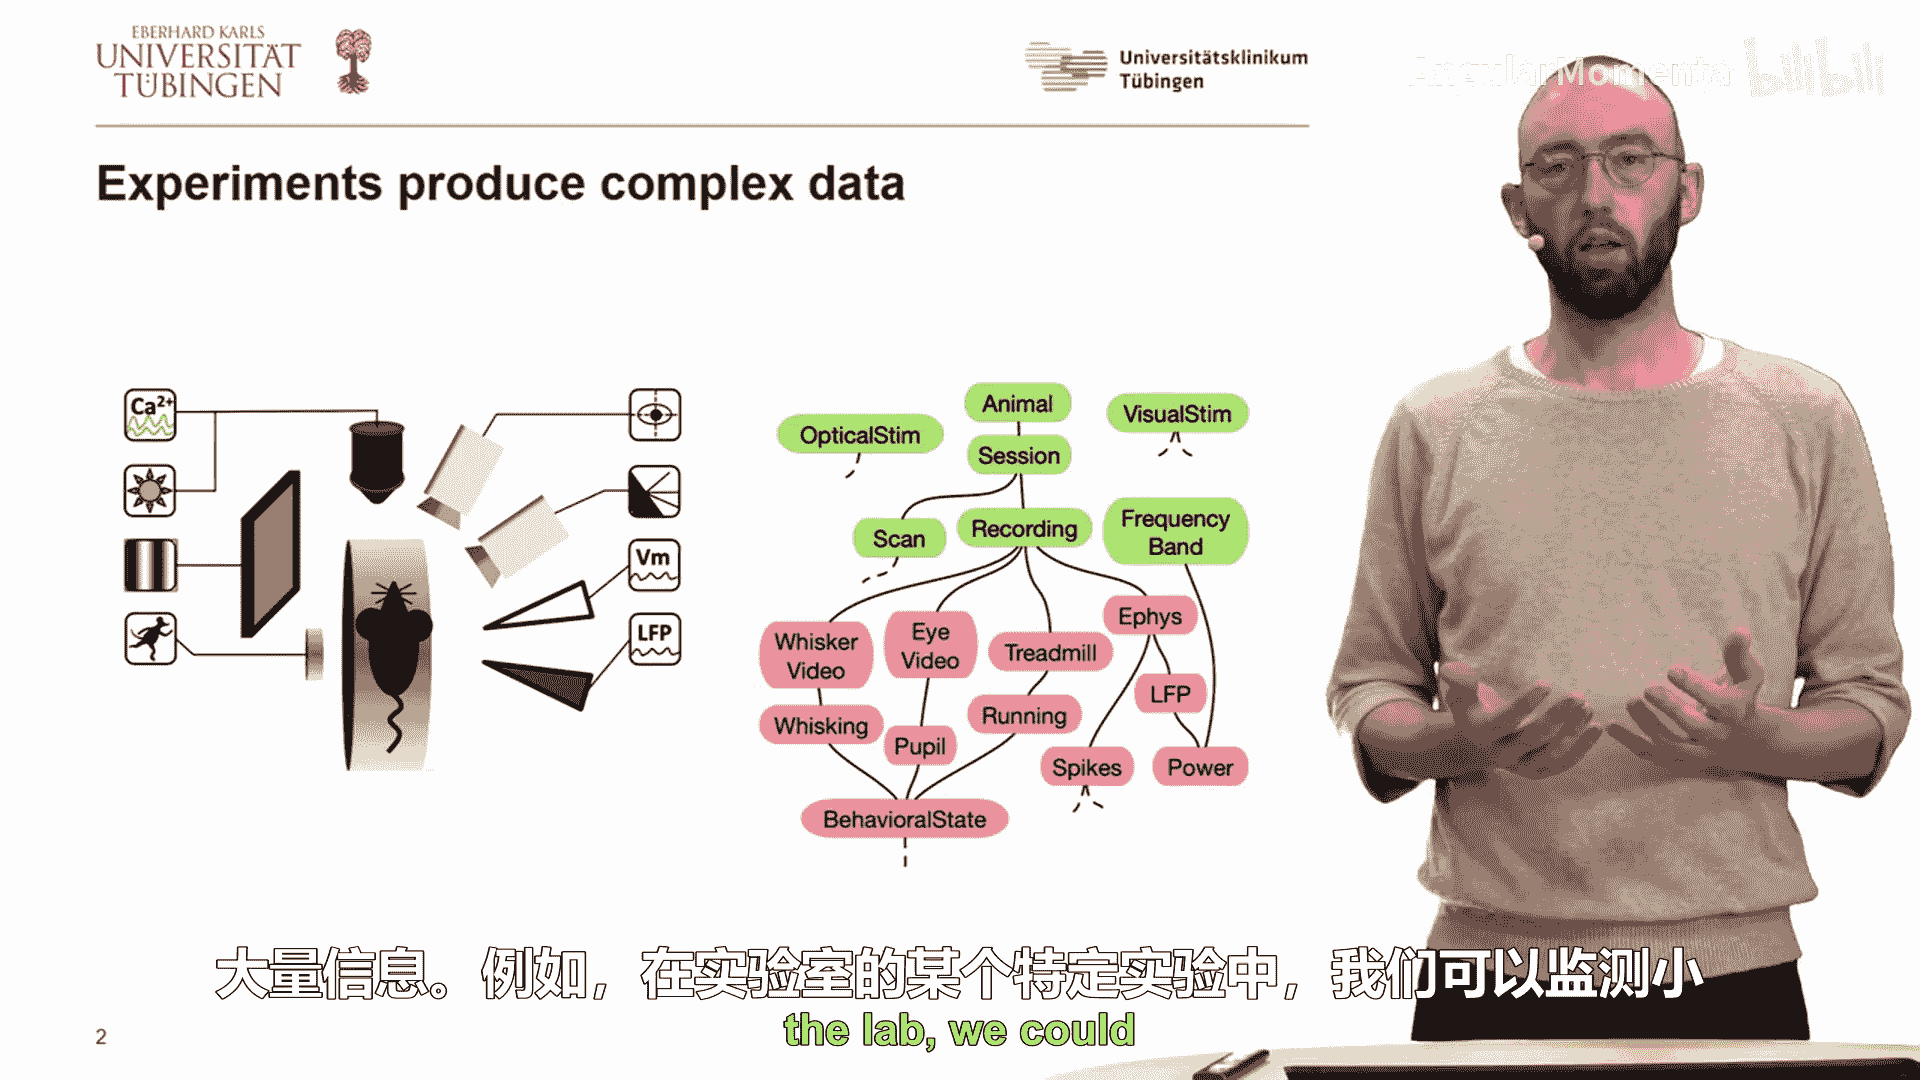 EBERHARD KARLS
UNIVERSITÄT
TÜBINGEN
Universitätsklinikum
Tübingen
AngularMomenta bilibili
Experiments produce complex data
Ca²⁺
Vm
LFP
Animal
VisualStim
OpticalStim
Session
Scan
Recording
Frequency
Band
Whisker
Video
Eye
Video
Treadmill
Ephys
LFP
Whisking
Pupil
Running
Spikes
Power
BehavioralState
大量信息。例如，在实验室的某个特定实验中，我们可以监测小
the lab, we could
2